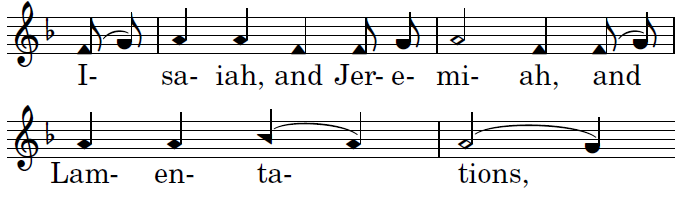 I- sa- iah, and Jer- e- mi- ah, and
Lam- en- ta- tions,